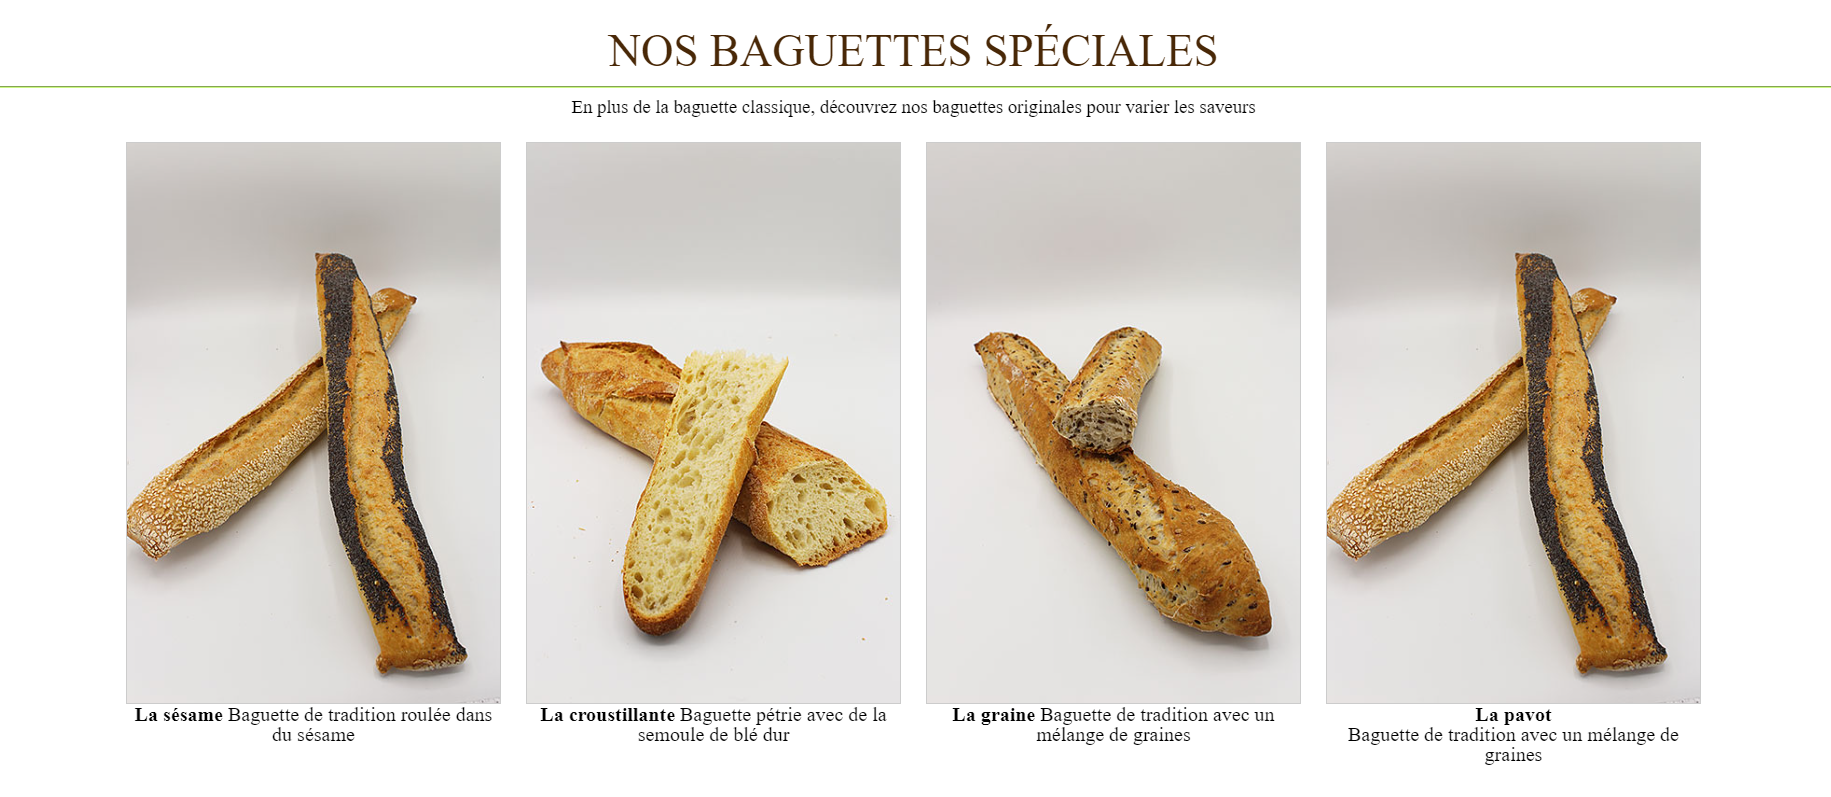 NOS BAGUETTES SPÉCIALES
En plus de la baguette classique, découvrez nos baguettes originales pour varier les saveurs
La sésame Baguette de tradition roulée dans
du sésame
La croustillante Baguette pétrie avec de la
semoule de blé dur
La graine Baguette de tradition avec un
mélange de graines
La pavot
Baguette de tradition avec un mélange de
graines